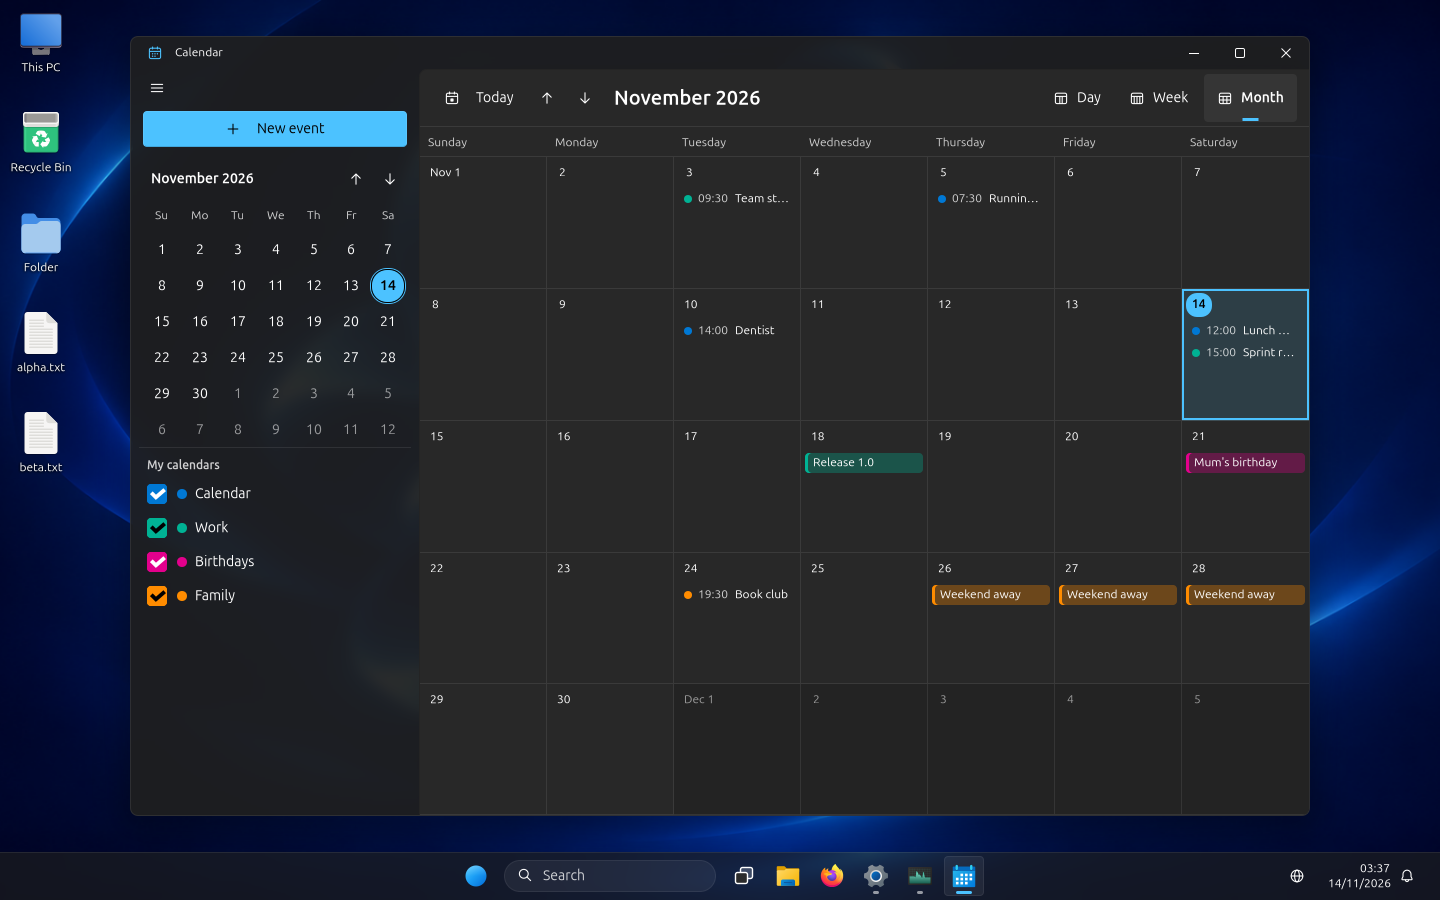 This PC
Recycle Bin
Folder
alpha.txt
beta.txt
Calendar
New event
November 2026
Su Mo Tu We Th Fr Sa
1 2 3 4 5 6 7
8 9 10 11 12 13 14
15 16 17 18 19 20 21
22 23 24 25 26 27 28
29 30 1 2 3 4 5
6 7 8 9 10 11 12
My calendars
Calendar
Work
Birthdays
Family
Today November 2026 Day Week Month
Sunday Monday Tuesday Wednesday Thursday Friday Saturday
Nov 1 2 3 4 5 6 7
09:30 Team st... 07:30 Runnin...
8 9 10 11 12 13 14
14:00 Dentist 12:00 Lunch ...
15:00 Sprint r...
15 16 17 18 19 20 21
Release 1.0 Mum's birthday
22 23 24 25 26 27 28
19:30 Book club Weekend away Weekend away Weekend away
29 30 Dec 1 2 3 4 5
Search
03:37
14/11/2026